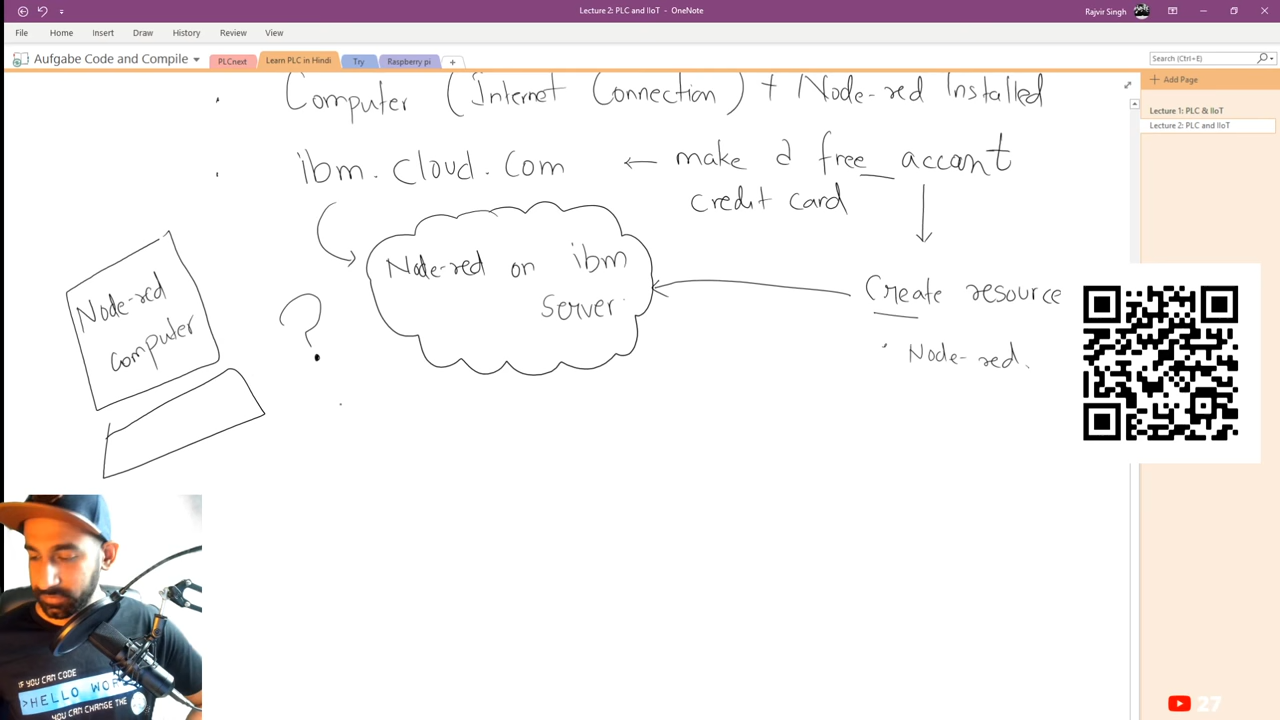 Lecture 2: PLC and IIoT - OneNote
Rajvir Singh
File Home Insert Draw History Review View
Aufgabe Code and Compile
PLCnext Learn PLC in Hindi Try Raspberry pi
Search (Ctrl+E)
Add Page
Lecture 1: PLC & IIoT
Lecture 2: PLC and IIoT
Computer (Internet Connection) + Node-red Installed
ibm.cloud.com ← make a free account
credit card
Node-red on ibm
Server
Node-red
Computer
?
Create resource
Node-red.
IF YOU CAN CODE
>HELLO WOR
YOU CAN CHANGE THE
27